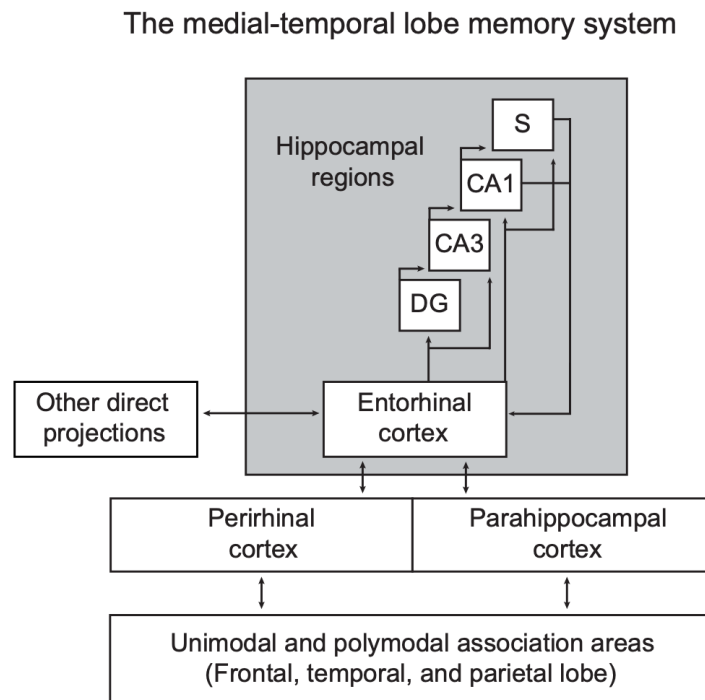 The medial-temporal lobe memory system
Hippocampal
regions
S
CA1
CA3
DG
Other direct
projections
Entorhinal
cortex
Perirhinal
cortex
Parahippocampal
cortex
Unimodal and polymodal association areas
(Frontal, temporal, and parietal lobe)